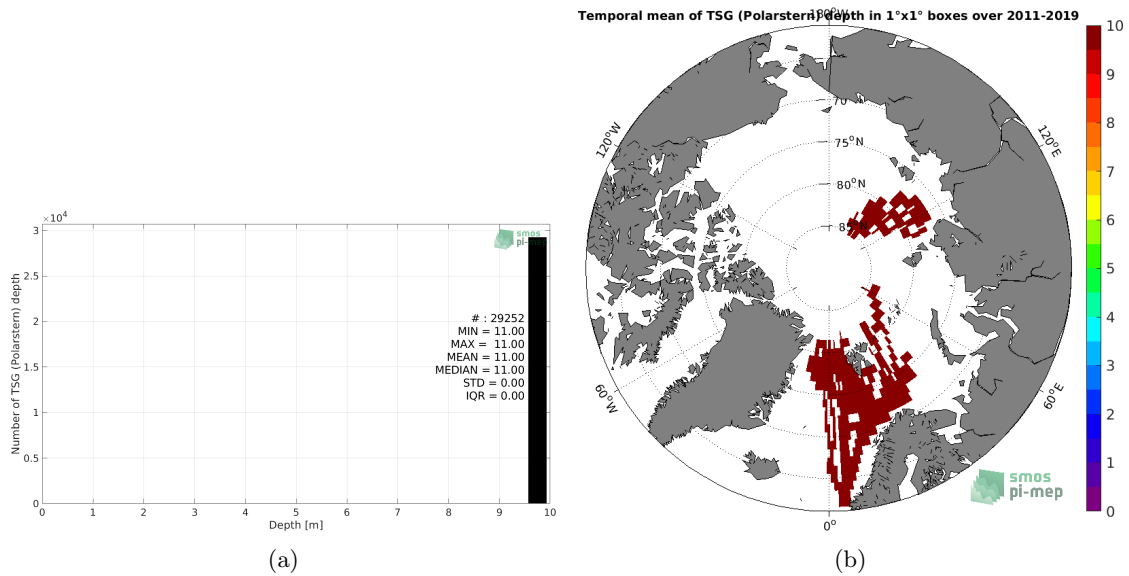 ×10⁴
3
2.5
2
1.5
1
0.5
0
Number of TSG (Polarstern) depth
smos
pi-mep
# : 29252
MIN = 11.00
MAX = 11.00
MEAN = 11.00
MEDIAN = 11.00
STD = 0.00
IQR = 0.00
0 1 2 3 4 5 6 7 8 9 10
Depth [m]
(a)
Temporal mean of TSG (Polarstern) depth in 1°x1° boxes over 2011-2019
180°W
120°W
120°E
60°W
60°E
0°
70
75°N
80°N
85
smos
pi-mep
10
9
8
7
6
5
4
3
2
1
0
(b)